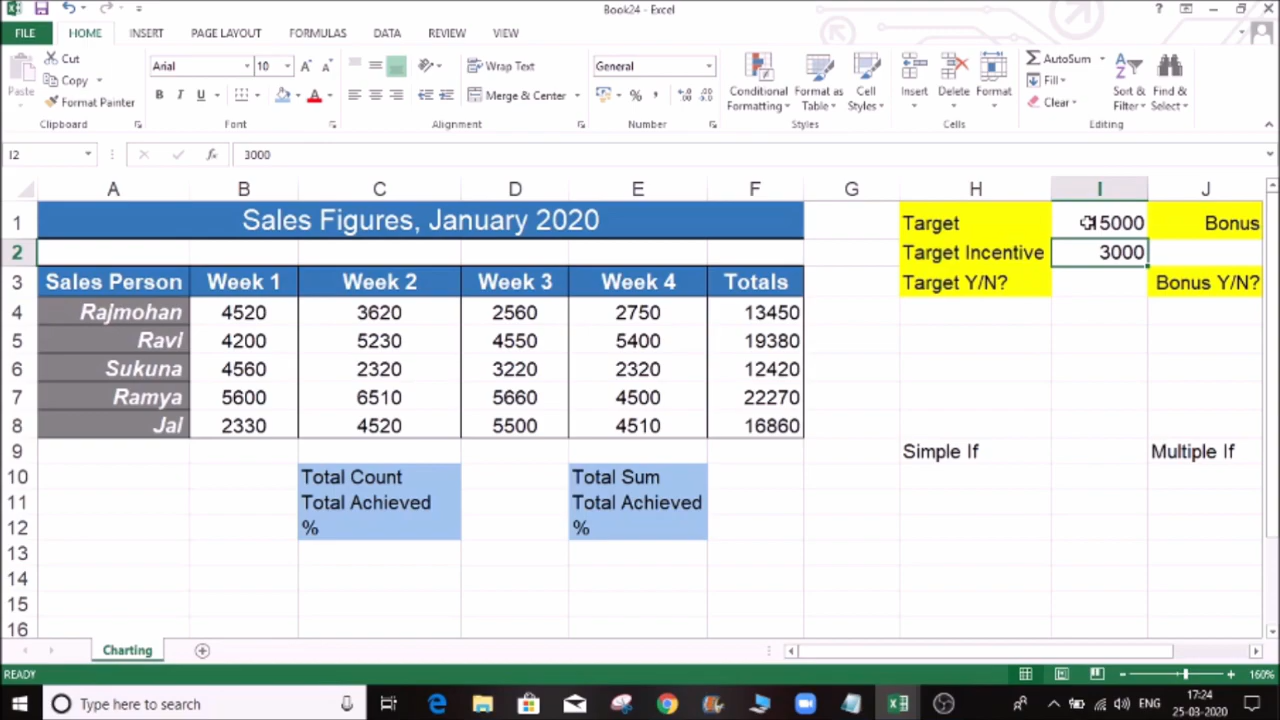 Book24 - Excel
?
FILE HOME INSERT PAGE LAYOUT FORMULAS DATA REVIEW VIEW
Paste Cut Copy Format Painter
Arial 10 B I U A
Wrap Text Merge & Center
General % ,
Conditional Formatting Format as Table Cell Styles
Insert Delete Format
AutoSum Fill Clear Sort & Filter Find & Select
Clipboard Font Alignment Number Styles Cells Editing
I2 fx 3000
A B C D E F G H I J
1 Sales Figures, January 2020 Target 15000 Bonus
2 Target Incentive 3000
3 Sales Person Week 1 Week 2 Week 3 Week 4 Totals Target Y/N? Bonus Y/N?
4 Rajmohan 4520 3620 2560 2750 13450
5 Ravi 4200 5230 4550 5400 19380
6 Sukuna 4560 2320 3220 2320 12420
7 Ramya 5600 6510 5660 4500 22270
8 Jai 2330 4520 5500 4510 16860
9 Simple If Multiple If
10 Total Count Total Sum
11 Total Achieved Total Achieved
12 % %
13
14
15
16
Charting
READY 160%
Type here to search ENG 17:24
25-03-2020